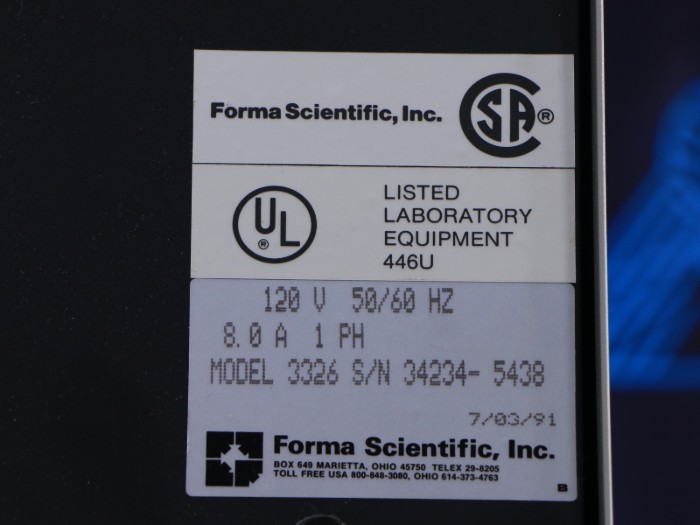 Forma Scientific, Inc. CSA®
UL®
LISTED
LABORATORY
EQUIPMENT
446U
120 V 50/60 HZ
8.0 A 1 PH
MODEL 3326 S/N 34234- 5438
7/03/91
Forma Scientific, Inc.
BOX 649 MARIETTA, OHIO 45750 TELEX 29-8205
TOLL FREE USA 800-848-3080, OHIO 614-373-4763
B